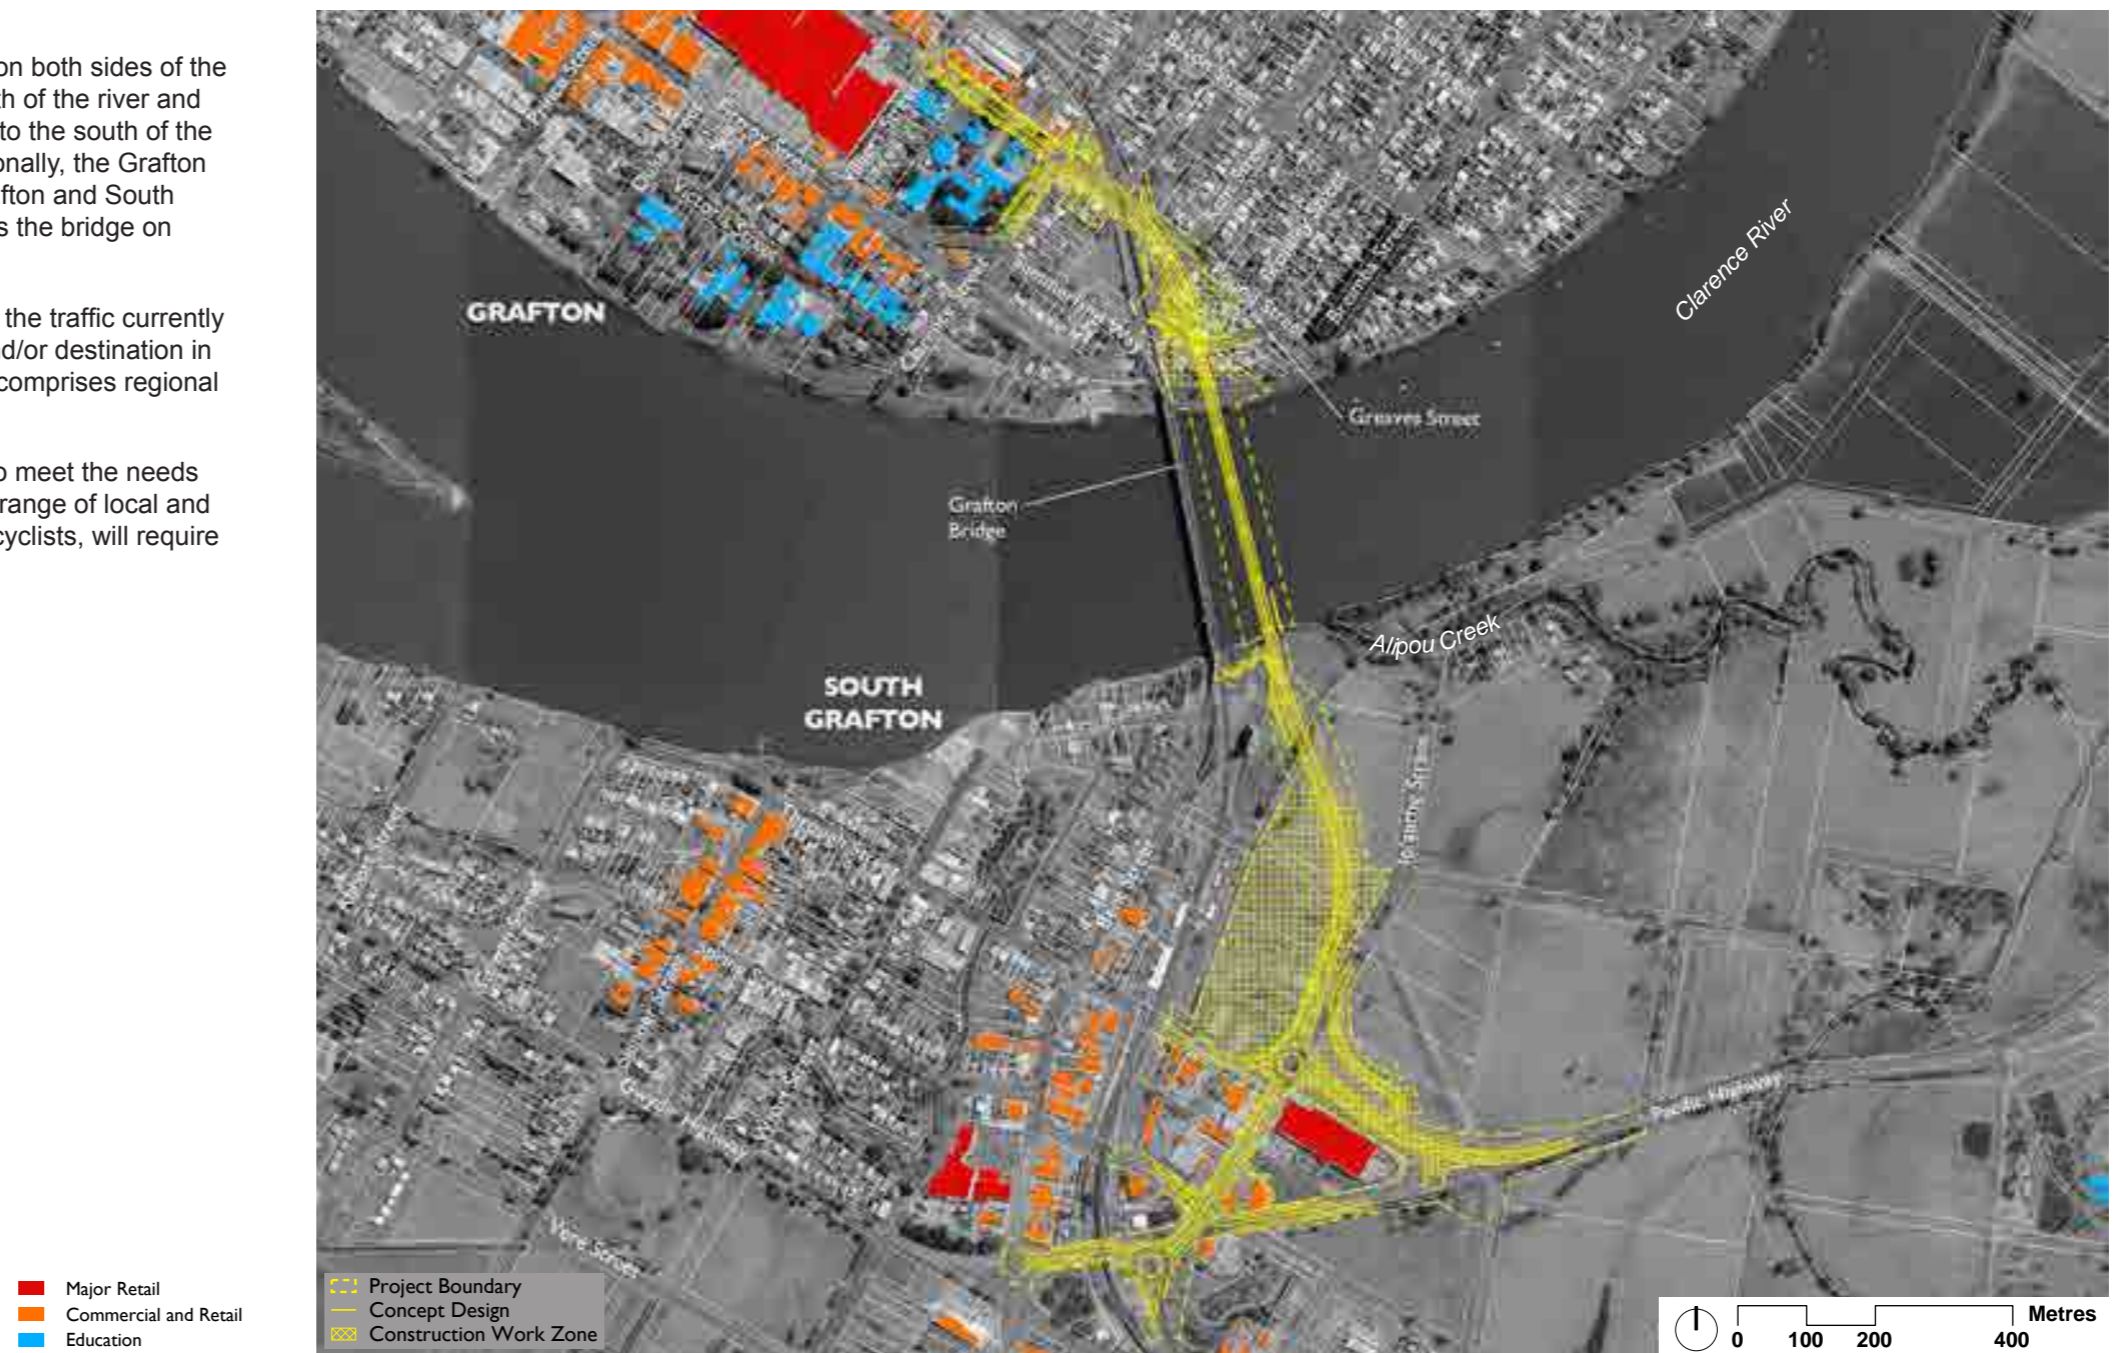 on both sides of the
th of the river and
to the south of the
onally, the Grafton
fton and South
s the bridge on
the traffic currently
d/or destination in
comprises regional
o meet the needs
range of local and
cyclists, will require
GRAFTON
Clarence River
Greaves Street
Grafton
Bridge
Alipou Creek
SOUTH
GRAFTON
Pacific Highway
Major Retail
Commercial and Retail
Education
Project Boundary
Concept Design
Construction Work Zone
Metres
0 100 200 400